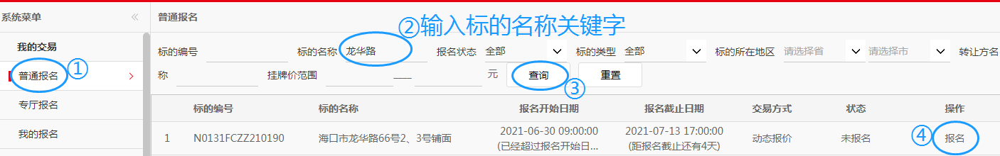 系统菜单
普通报名
②输入标的名称关键字
我的交易
标的编号 标的名称 龙华路 报名状态 全部 标的类型 全部 标的所在地区 请选择省 请选择市 转让方名
普通报名 ①
称 挂牌价范围 —— 元 查询 重置
③
专厅报名
标的编号 标的名称 报名开始日期 报名截止日期 交易方式 状态 操作
我的报名
1 N0131FCZZ210190 海口市龙华路66号2、3号铺面 2021-06-30 09:00:00 2021-07-13 17:00:00 动态报价 未报名 ④ 报名
(已经超过报名开始日... (距报名截止还有4天)